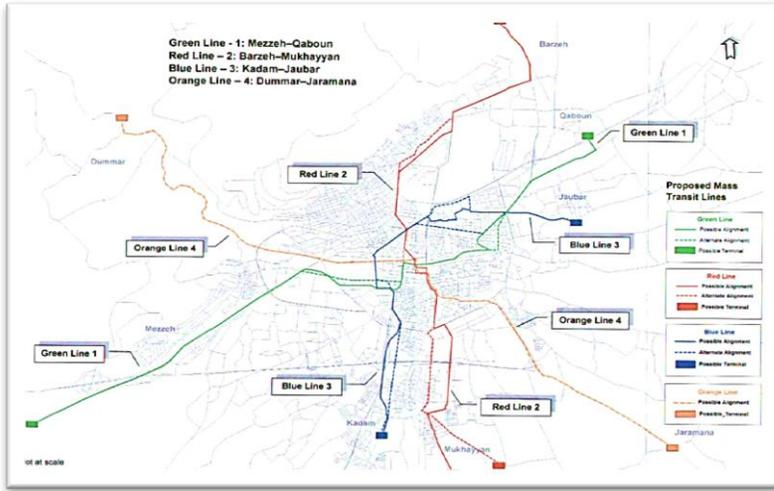 Green Line - 1: Mezzeh–Qaboun
Red Line – 2: Barzeh–Mukhayyan
Blue Line – 3: Kadam–Jaubar
Orange Line – 4: Dummar–Jaramana
Barzeh
Qaboun
Green Line 1
Dummar
Red Line 2
Jaubar
Proposed Mass
Transit Lines
Green Line
Possible Alignment
Alternate Alignment
Possible Terminal
Orange Line 4
Blue Line 3
Red Line
Possible Alignment
Alternate Alignment
Possible Terminal
Mezzeh
Orange Line 4
Green Line 1
Blue Line
Possible Alignment
Alternate Alignment
Possible Terminal
Blue Line 3
Red Line 2
Orange Line
Possible Alignment
Possible_Terminal
Kadam
Mukhayyan
Jaramana
ot at scale